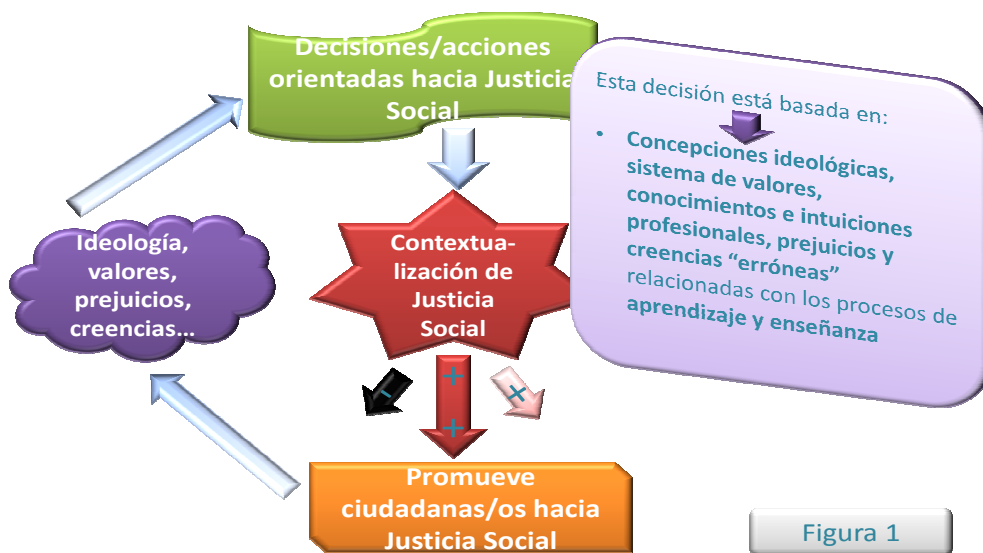 Decisiones/acciones
orientadas hacia Justicia
Social
Esta decisión está basada en:
• Concepciones ideológicas,
sistema de valores,
conocimientos e intuiciones
profesionales, prejuicios y
creencias “erróneas”
relacionadas con los procesos de
aprendizaje y enseñanza
Ideología,
valores,
prejuicios,
creencias...
Contextua-
lización de
Justicia
Social
-
+
+
+
Promueve
ciudadanas/os hacia
Justicia Social
Figura 1